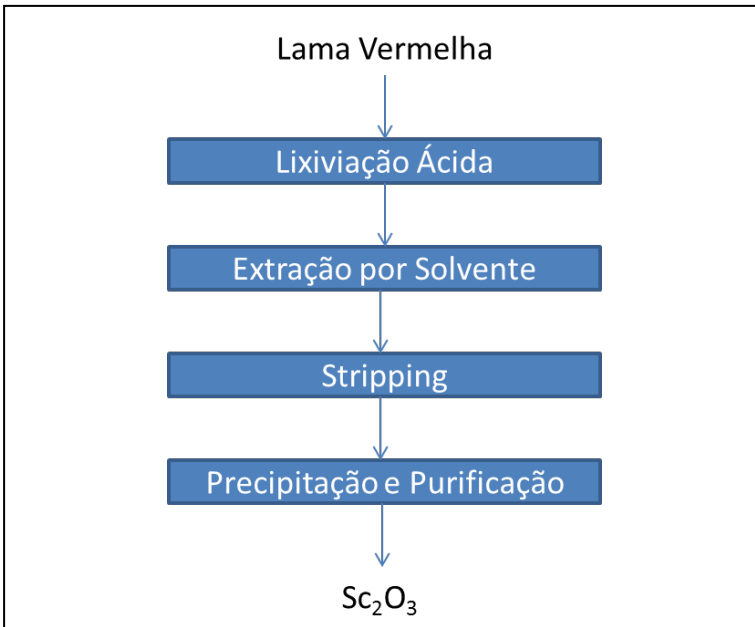 Lama Vermelha
Lixiviação Ácida
Extração por Solvente
Stripping
Precipitação e Purificação
Sc₂O₃